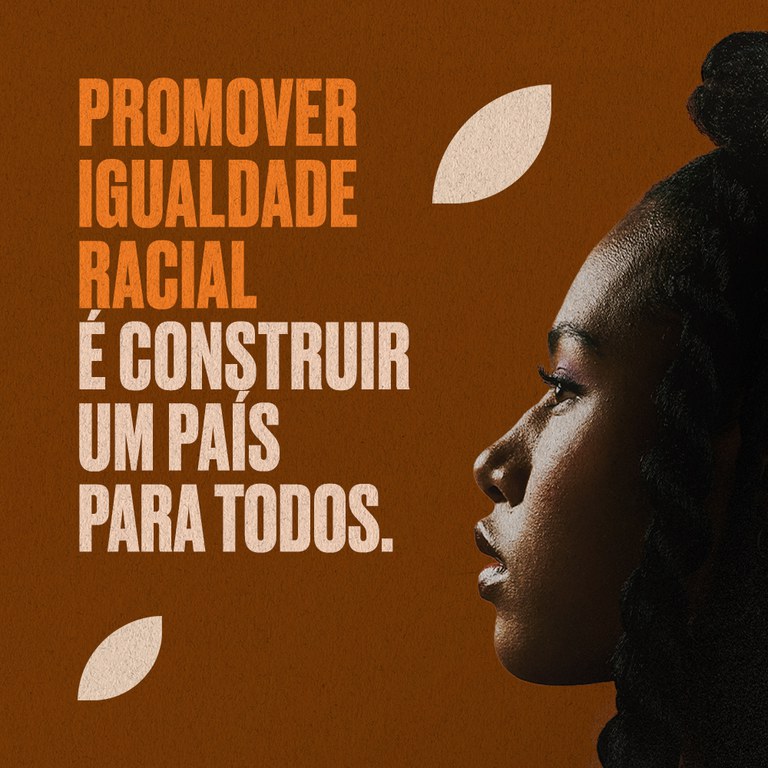 PROMOVER
IGUALDADE
RACIAL
É CONSTRUIR
UM PAÍS
PARA TODOS.